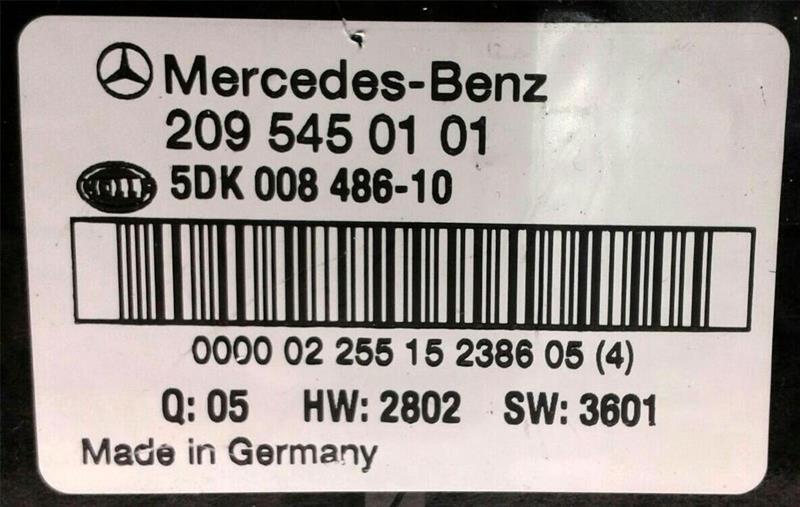 Mercedes-Benz
209 545 01 01
HELLA 5DK 008 486-10
0000 02 255 15 2386 05 (4)
Q: 05 HW: 2802 SW: 3601
Made in Germany